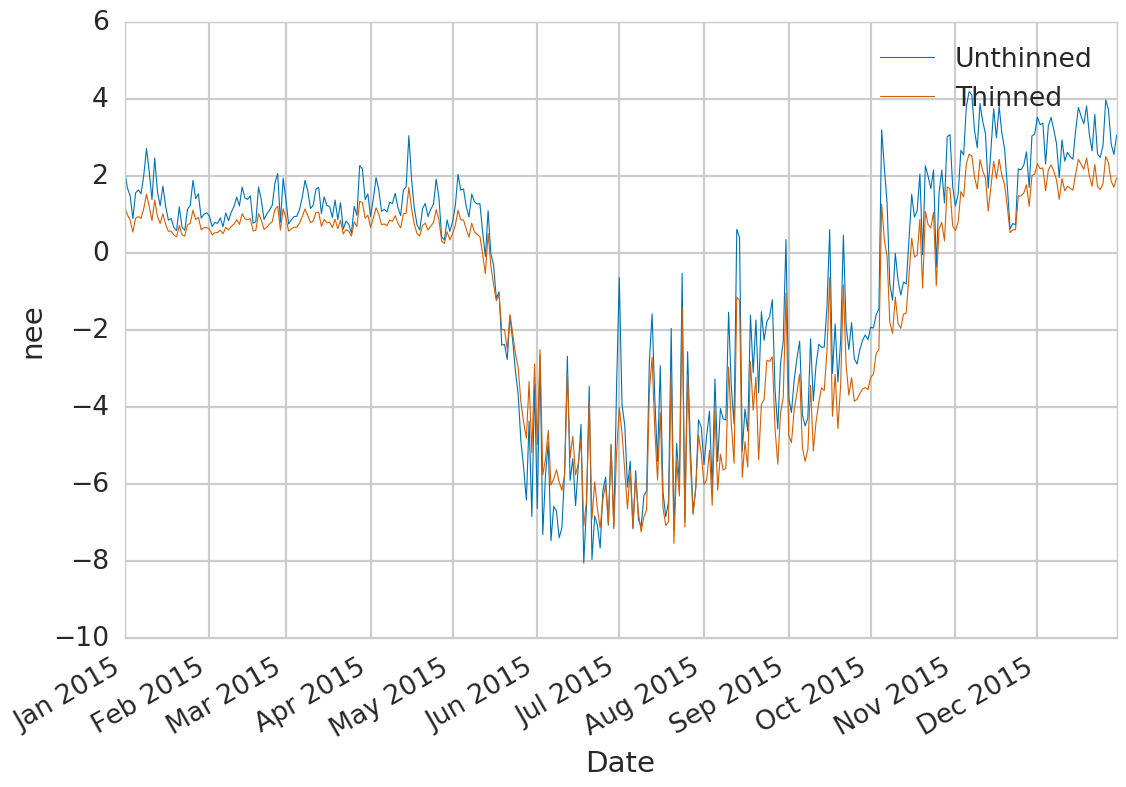 6
4
2
0
−2
−4
−6
−8
−10
nee
Unthinned
Thinned
Jan 2015
Feb 2015
Mar 2015
Apr 2015
May 2015
Jun 2015
Jul 2015
Aug 2015
Sep 2015
Oct 2015
Nov 2015
Dec 2015
Date